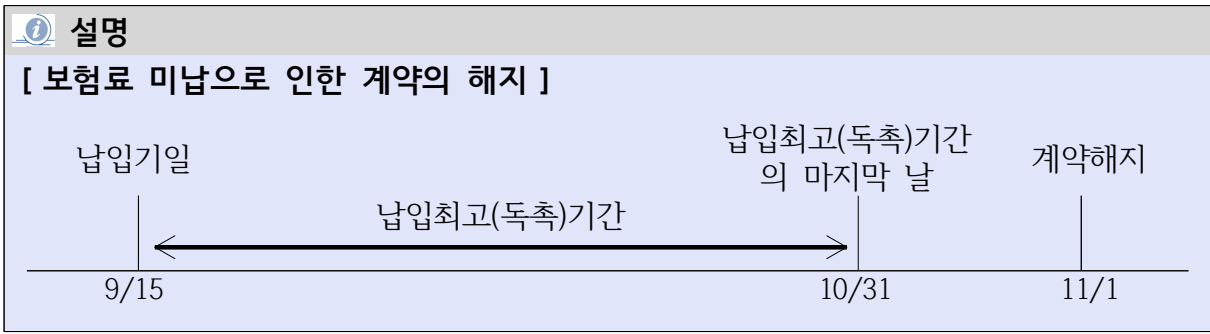 설명
[ 보험료 미납으로 인한 계약의 해지 ]
납입기일
납입최고(독촉)기간
의 마지막 날
계약해지
납입최고(독촉)기간
9/15
10/31
11/1